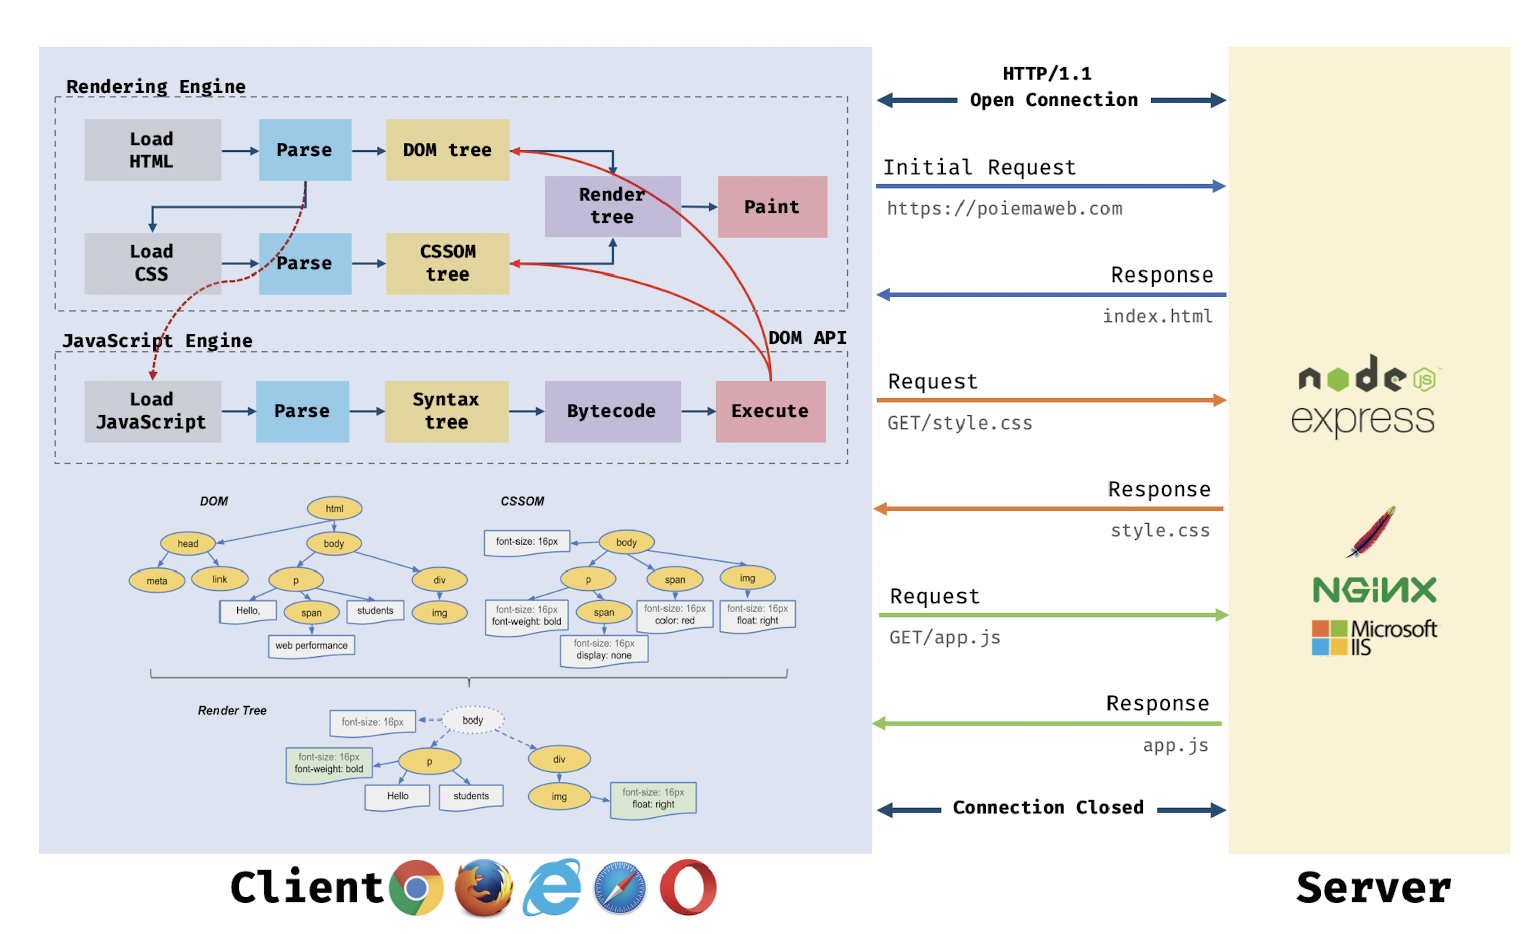 Rendering Engine
Load
HTML
Parse
DOM tree
Render
tree
Paint
Load
CSS
Parse
CSSOM
tree
JavaScript Engine
DOM API
Load
JavaScript
Parse
Syntax
tree
Bytecode
Execute
DOM
html
head
body
meta
link
p
div
Hello,
span
students
img
web performance
CSSOM
font-size: 16px
body
p
span
img
font-size: 16px
font-weight: bold
span
font-size: 16px
color: red
font-size: 16px
float: right
font-size: 16px
display: none
Render Tree
font-size: 16px
body
font-size: 16px
font-weight: bold
p
div
Hello
students
img
font-size: 16px
float: right
Client
HTTP/1.1
Open Connection
Initial Request
https://poiemaweb.com
Response
index.html
Request
GET/style.css
Response
style.css
Request
GET/app.js
Response
app.js
Connection Closed
node
JS
express
NGINX
Microsoft
IIS
Server